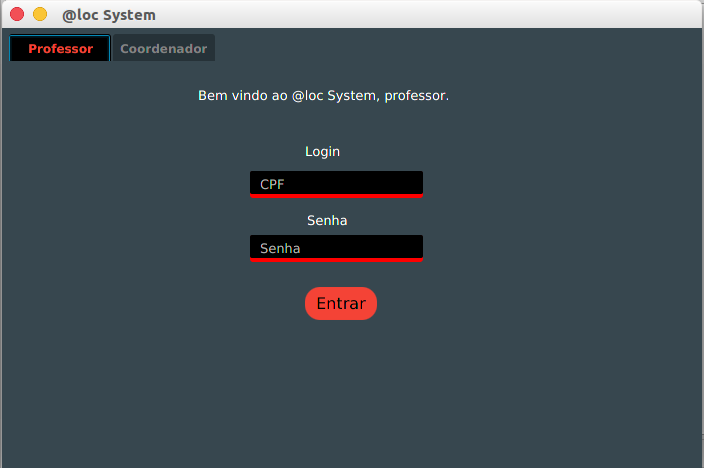 @loc System
Professor Coordenador
Bem vindo ao @loc System, professor.
Login
CPF
Senha
Senha
Entrar